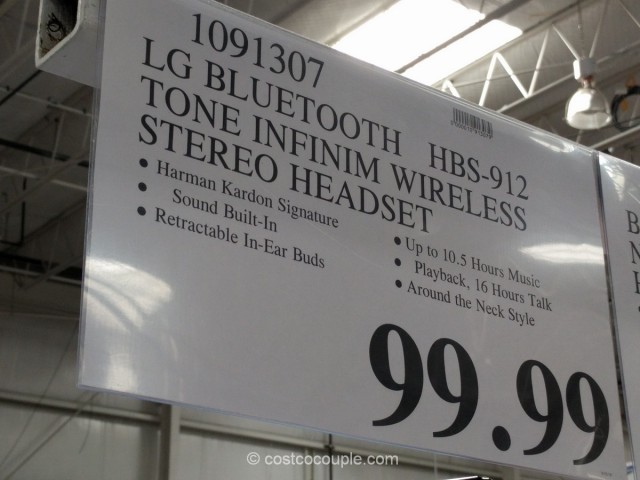 1091307
LG BLUETOOTH HBS-912
TONE INFINIM WIRELESS
STEREO HEADSET
• Harman Kardon Signature
• Sound Built-In
• Retractable In-Ear Buds
• Up to 10.5 Hours Music
• Playback, 16 Hours Talk
• Around the Neck Style
99.99
© costcocouple.com